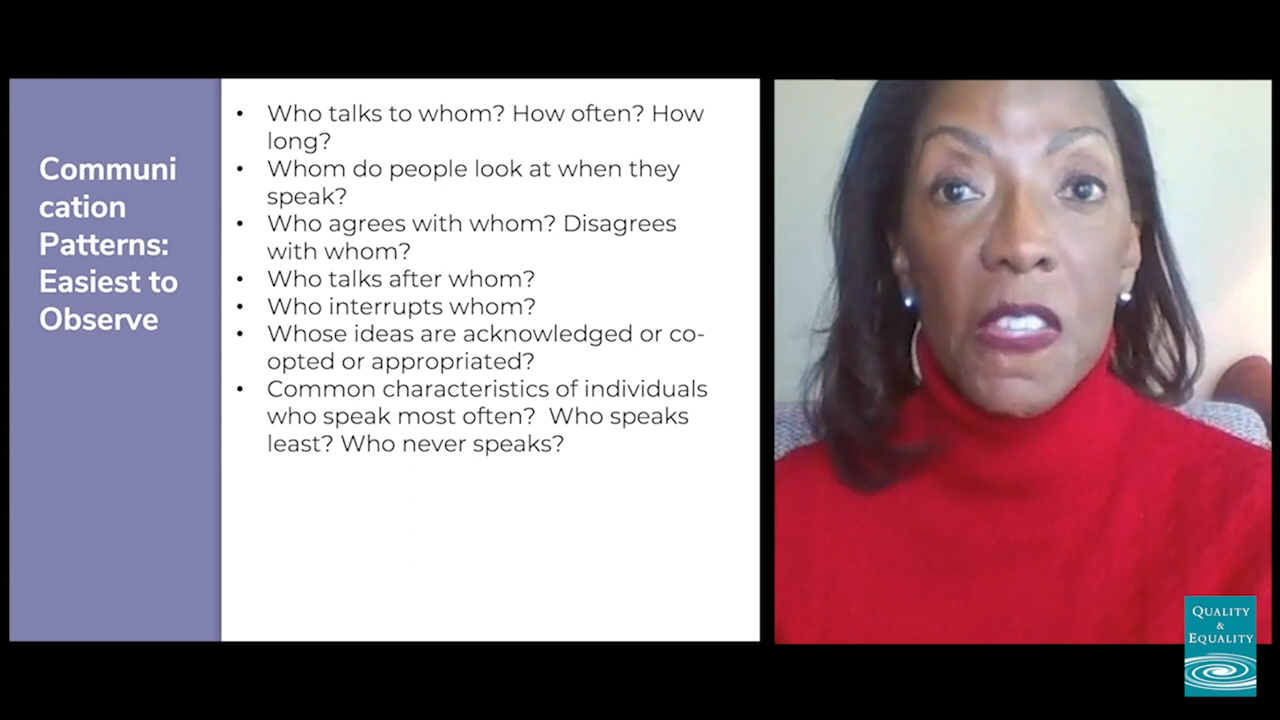 Communi
cation
Patterns:
Easiest to
Observe
• Who talks to whom? How often? How
long?
• Whom do people look at when they
speak?
• Who agrees with whom? Disagrees
with whom?
• Who talks after whom?
• Who interrupts whom?
• Whose ideas are acknowledged or co-
opted or appropriated?
• Common characteristics of individuals
who speak most often?  Who speaks
least? Who never speaks?
QUALITY
&
EQUALITY